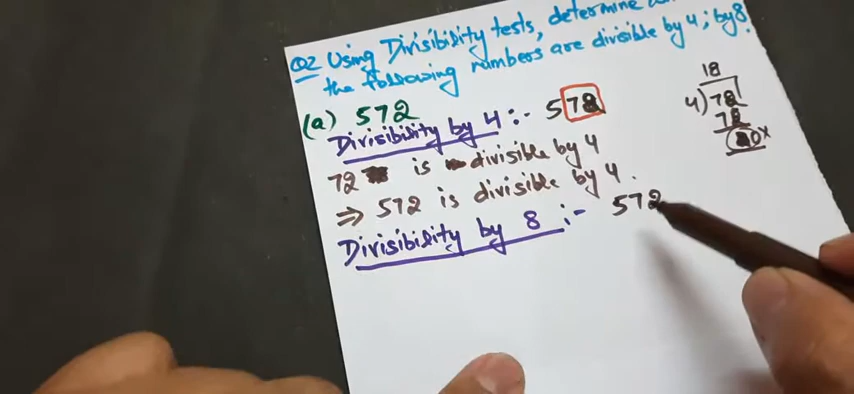 Q2 Using Divisibility tests, determine
the following numbers are divisible by 4; by 8.
(a) 572
Divisibility by 4 :- 572
72 is divisible by 4
⇒ 572 is divisible by 4.
Divisibility by 8 :- 572
18
4) 72
72
0